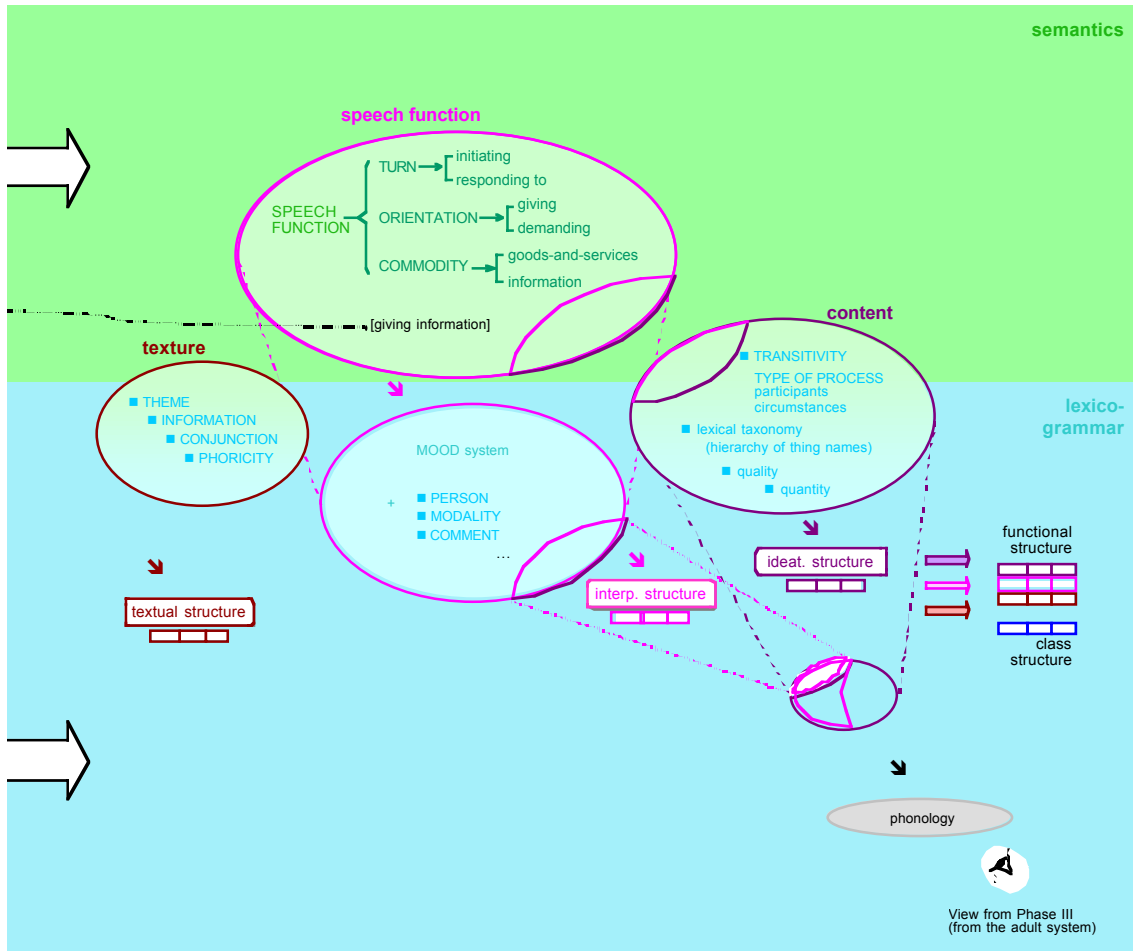 semantics
speech function
TURN
initiating
responding to
SPEECH
FUNCTION
ORIENTATION
giving
demanding
COMMODITY
goods-and-services
information
[giving information]
texture
THEME
INFORMATION
CONJUNCTION
PHORICITY
content
TRANSITIVITY
TYPE OF PROCESS
participants
circumstances
lexical taxonomy
(hierarchy of thing names)
quality
quantity
lexico-
grammar
MOOD system
+
PERSON
MODALITY
COMMENT
...
textual structure
interp. structure
ideat. structure
functional
structure
class
structure
phonology
View from Phase III
(from the adult system)